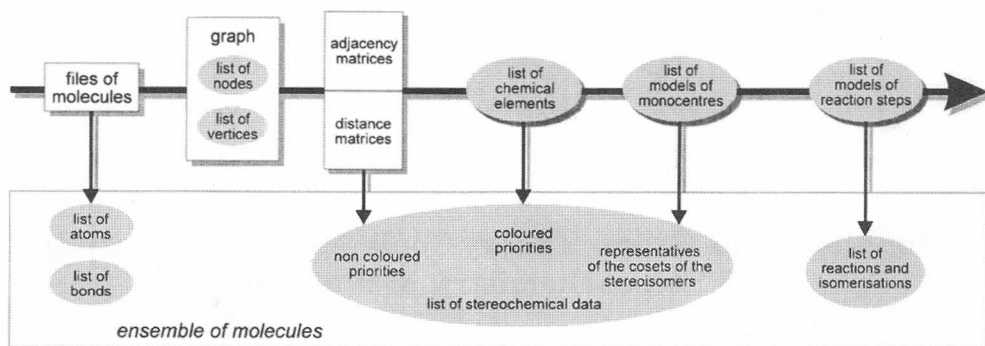 files of
molecules
graph
list of
nodes
list of
vertices
adjacency
matrices
distance
matrices
list of
chemical
elements
list of
models of
monocentres
list of
models of
reaction steps
list of
atoms
list of
bonds
non coloured
priorities
coloured
priorities
representatives
of the cosets of the
stereoisomers
list of stereochemical data
list of
reactions and
isomerisations
ensemble of molecules